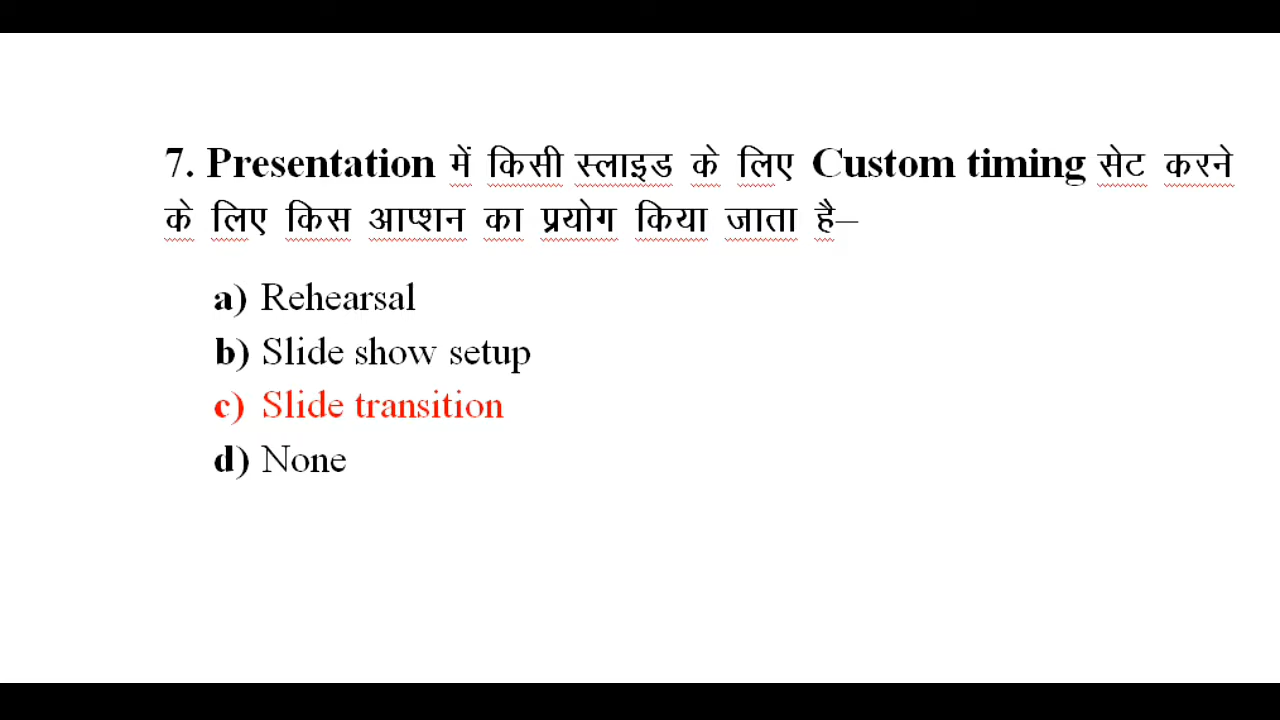 7. Presentation में किसी स्लाइड के लिए Custom timing सेट करने
के लिए किस आप्शन का प्रयोग किया जाता है–
a) Rehearsal
b) Slide show setup
c) Slide transition
d) None